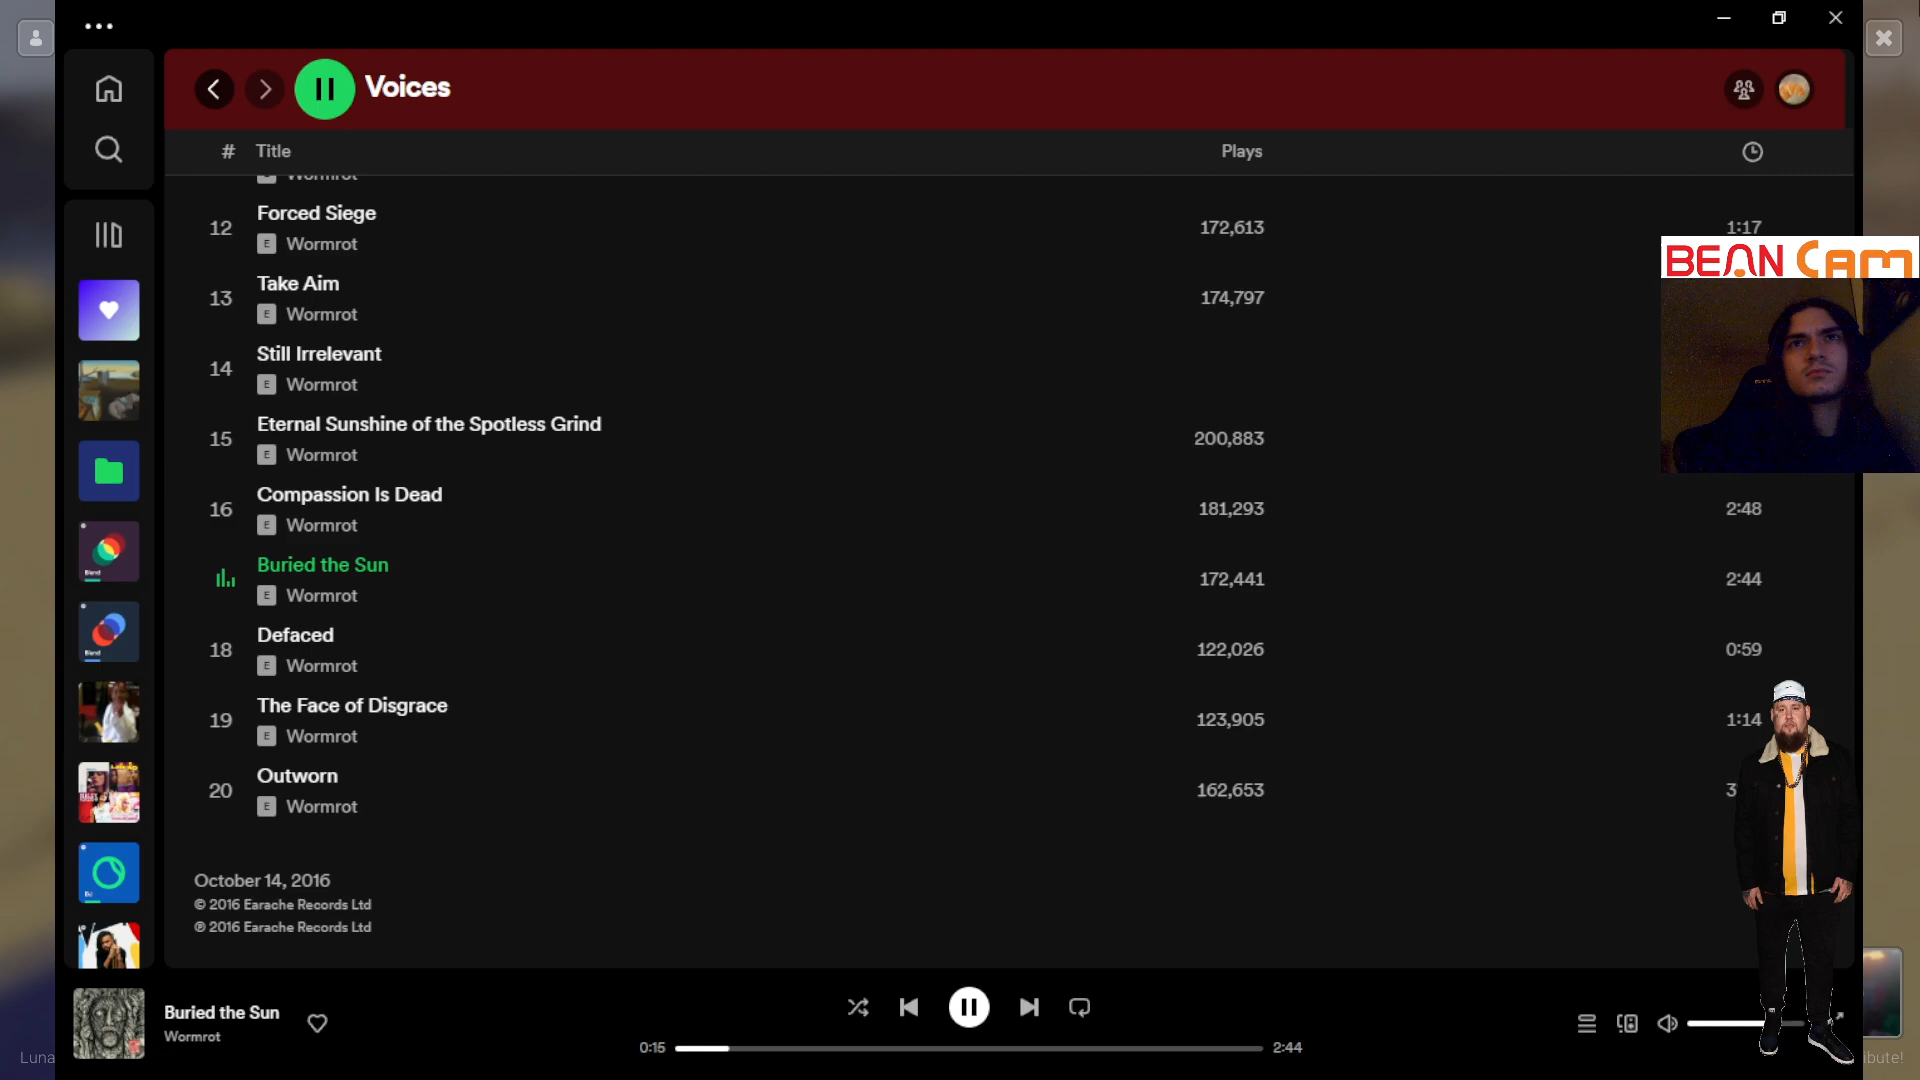 Voices
# Title Plays
12 Forced Siege 172,613 1:17
E Wormrot
13 Take Aim 174,797
E Wormrot
14 Still Irrelevant
E Wormrot
15 Eternal Sunshine of the Spotless Grind 200,883
E Wormrot
16 Compassion Is Dead 181,293 2:48
E Wormrot
Buried the Sun 172,441 2:44
E Wormrot
18 Defaced 122,026 0:59
E Wormrot
19 The Face of Disgrace 123,905 1:14
E Wormrot
20 Outworn 162,653 3
E Wormrot
October 14, 2016
© 2016 Earache Records Ltd
℗ 2016 Earache Records Ltd
BEAN Cam
Blend
Blend
Buried the Sun
Wormrot
0:15 2:44
Luna
ibute!